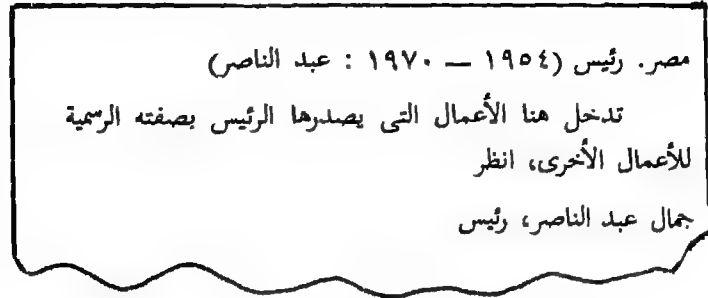 مصر. رئيس (١٩٥٤ — ١٩٧٠ : عبد الناصر)
تدخل هنا الأعمال التى يصدرها الرئيس بصفته الرسمية
للأعمال الأخرى، انظر
جمال عبد الناصر، رئيس